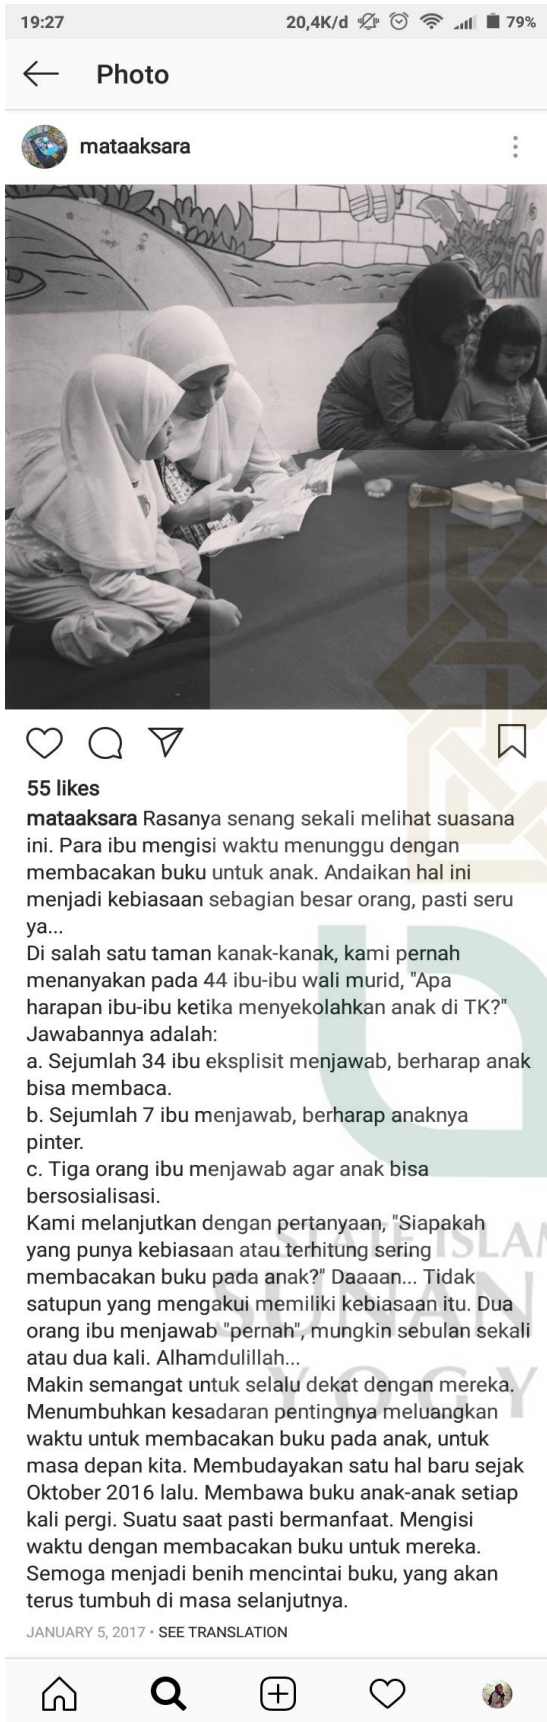 19:27 20,4K/d 79%
Photo
mataaksara
55 likes
mataaksara Rasanya senang sekali melihat suasana
ini. Para ibu mengisi waktu menunggu dengan
membacakan buku untuk anak. Andaikan hal ini
menjadi kebiasaan sebagian besar orang, pasti seru
ya...
Di salah satu taman kanak-kanak, kami pernah
menanyakan pada 44 ibu-ibu wali murid, "Apa
harapan ibu-ibu ketika menyekolahkan anak di TK?"
Jawabannya adalah:
a. Sejumlah 34 ibu eksplisit menjawab, berharap anak
bisa membaca.
b. Sejumlah 7 ibu menjawab, berharap anaknya
pinter.
c. Tiga orang ibu menjawab agar anak bisa
bersosialisasi.
Kami melanjutkan dengan pertanyaan, "Siapakah
yang punya kebiasaan atau terhitung sering
membacakan buku pada anak?" Daaaan... Tidak
satupun yang mengakui memiliki kebiasaan itu. Dua
orang ibu menjawab "pernah", mungkin sebulan sekali
atau dua kali. Alhamdulillah...
Makin semangat untuk selalu dekat dengan mereka.
Menumbuhkan kesadaran pentingnya meluangkan
waktu untuk membacakan buku pada anak, untuk
masa depan kita. Membudayakan satu hal baru sejak
Oktober 2016 lalu. Membawa buku anak-anak setiap
kali pergi. Suatu saat pasti bermanfaat. Mengisi
waktu dengan membacakan buku untuk mereka.
Semoga menjadi benih mencintai buku, yang akan
terus tumbuh di masa selanjutnya.
JANUARY 5, 2017 • SEE TRANSLATION
STATE ISLAM
SUNAN
YOGY